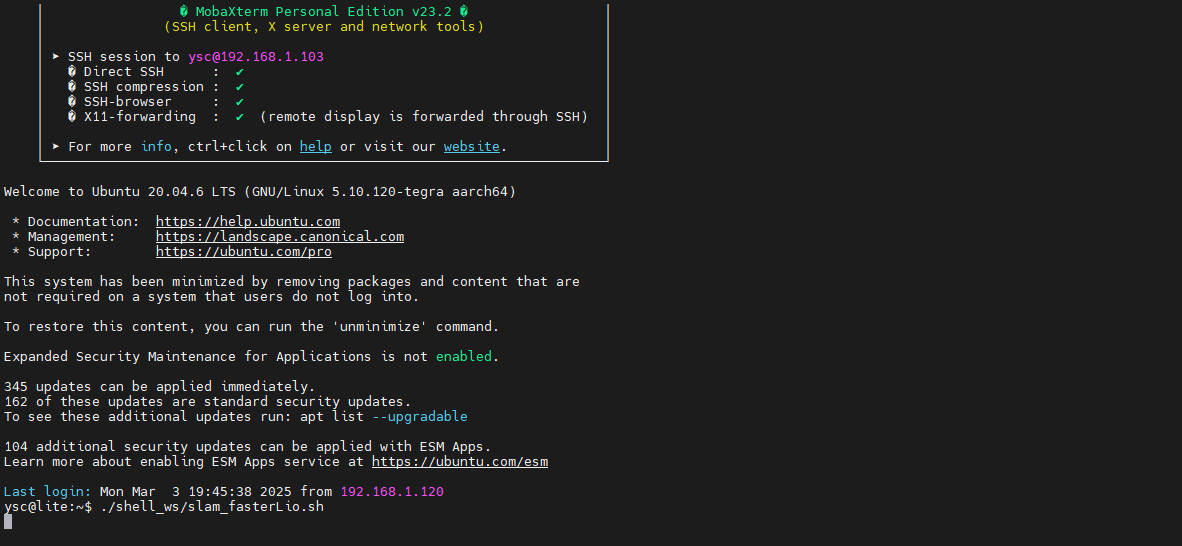 � MobaXterm Personal Edition v23.2 �
(SSH client, X server and network tools)
➤ SSH session to ysc@192.168.1.103
� Direct SSH : ✔
� SSH compression : ✔
� SSH-browser : ✔
� X11-forwarding : ✔ (remote display is forwarded through SSH)
➤ For more info, ctrl+click on help or visit our website.
Welcome to Ubuntu 20.04.6 LTS (GNU/Linux 5.10.120-tegra aarch64)
* Documentation: https://help.ubuntu.com
* Management: https://landscape.canonical.com
* Support: https://ubuntu.com/pro
This system has been minimized by removing packages and content that are
not required on a system that users do not log into.
To restore this content, you can run the 'unminimize' command.
Expanded Security Maintenance for Applications is not enabled.
345 updates can be applied immediately.
162 of these updates are standard security updates.
To see these additional updates run: apt list --upgradable
104 additional security updates can be applied with ESM Apps.
Learn more about enabling ESM Apps service at https://ubuntu.com/esm
Last login: Mon Mar  3 19:45:38 2025 from 192.168.1.120
ysc@lite:~$ ./shell_ws/slam_fasterLio.sh